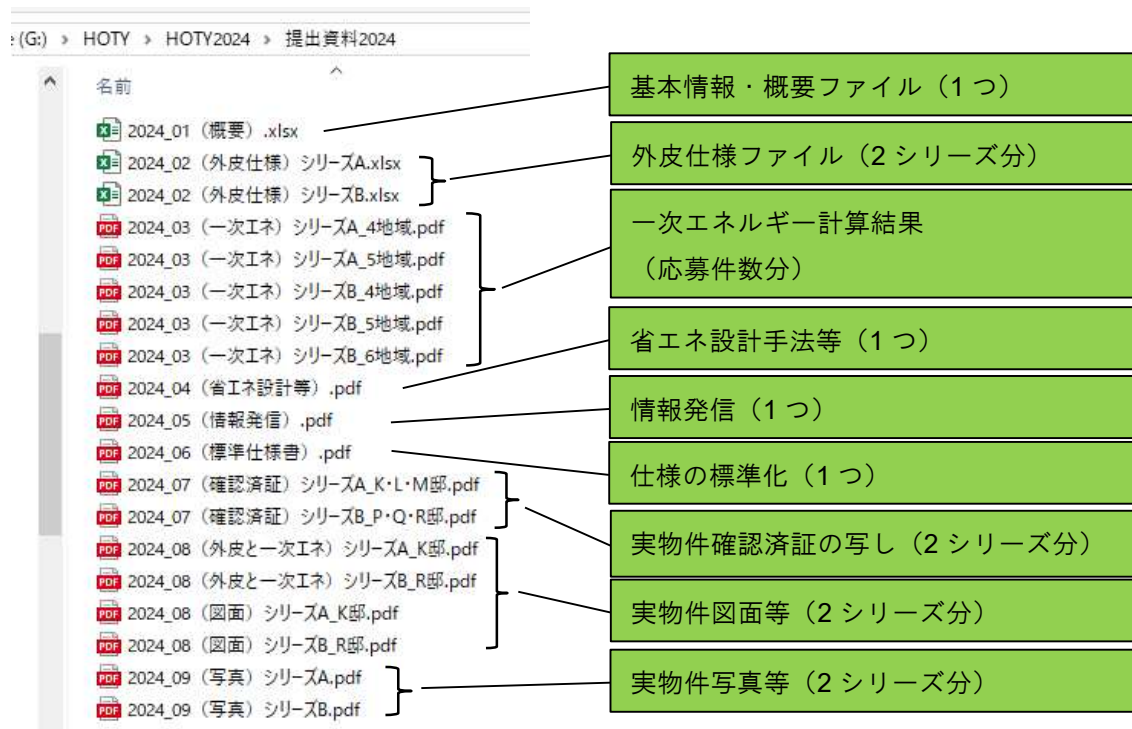 (G:) > HOTY > HOTY2024 > 提出資料2024
名前
2024_01（概要）.xlsx
2024_02（外皮仕様）シリーズA.xlsx
2024_02（外皮仕様）シリーズB.xlsx
2024_03（一次エネ）シリーズA_4地域.pdf
2024_03（一次エネ）シリーズA_5地域.pdf
2024_03（一次エネ）シリーズB_4地域.pdf
2024_03（一次エネ）シリーズB_5地域.pdf
2024_03（一次エネ）シリーズB_6地域.pdf
2024_04（省エネ設計等）.pdf
2024_05（情報発信）.pdf
2024_06（標準仕様書）.pdf
2024_07（確認済証）シリーズA_K・L・M邸.pdf
2024_07（確認済証）シリーズB_P・Q・R邸.pdf
2024_08（外皮と一次エネ）シリーズA_K邸.pdf
2024_08（外皮と一次エネ）シリーズB_R邸.pdf
2024_08（図面）シリーズA_K邸.pdf
2024_08（図面）シリーズB_R邸.pdf
2024_09（写真）シリーズA.pdf
2024_09（写真）シリーズB.pdf
基本情報・概要ファイル（1つ）
外皮仕様ファイル（2シリーズ分）
一次エネルギー計算結果
（応募件数分）
省エネ設計手法等（1つ）
情報発信（1つ）
仕様の標準化（1つ）
実物件確認済証の写し（2シリーズ分）
実物件図面等（2シリーズ分）
実物件写真等（2シリーズ分）